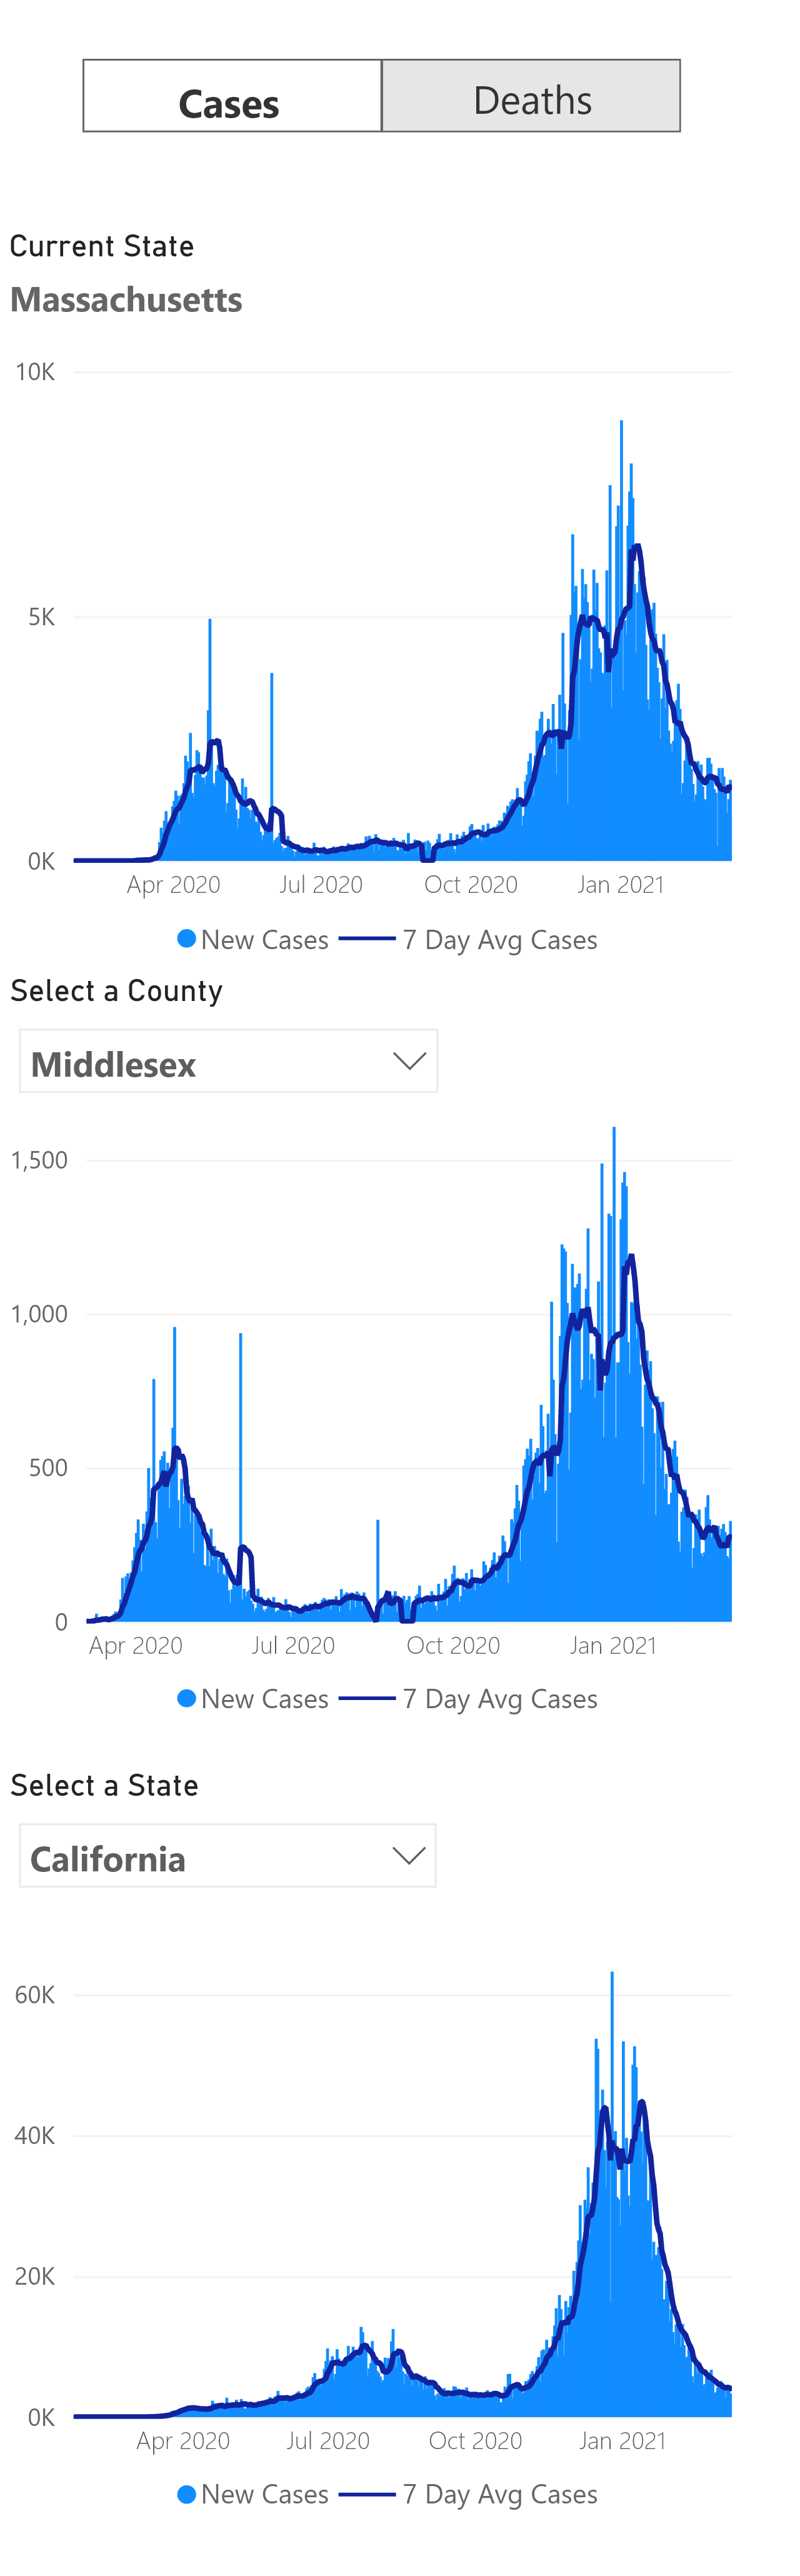 Cases Deaths
Current State
Massachusetts
10K
5K
0K
Apr 2020 Jul 2020 Oct 2020 Jan 2021
New Cases 7 Day Avg Cases
Select a County
Middlesex
1,500
1,000
500
0
Apr 2020 Jul 2020 Oct 2020 Jan 2021
New Cases 7 Day Avg Cases
Select a State
California
60K
40K
20K
0K
Apr 2020 Jul 2020 Oct 2020 Jan 2021
New Cases 7 Day Avg Cases